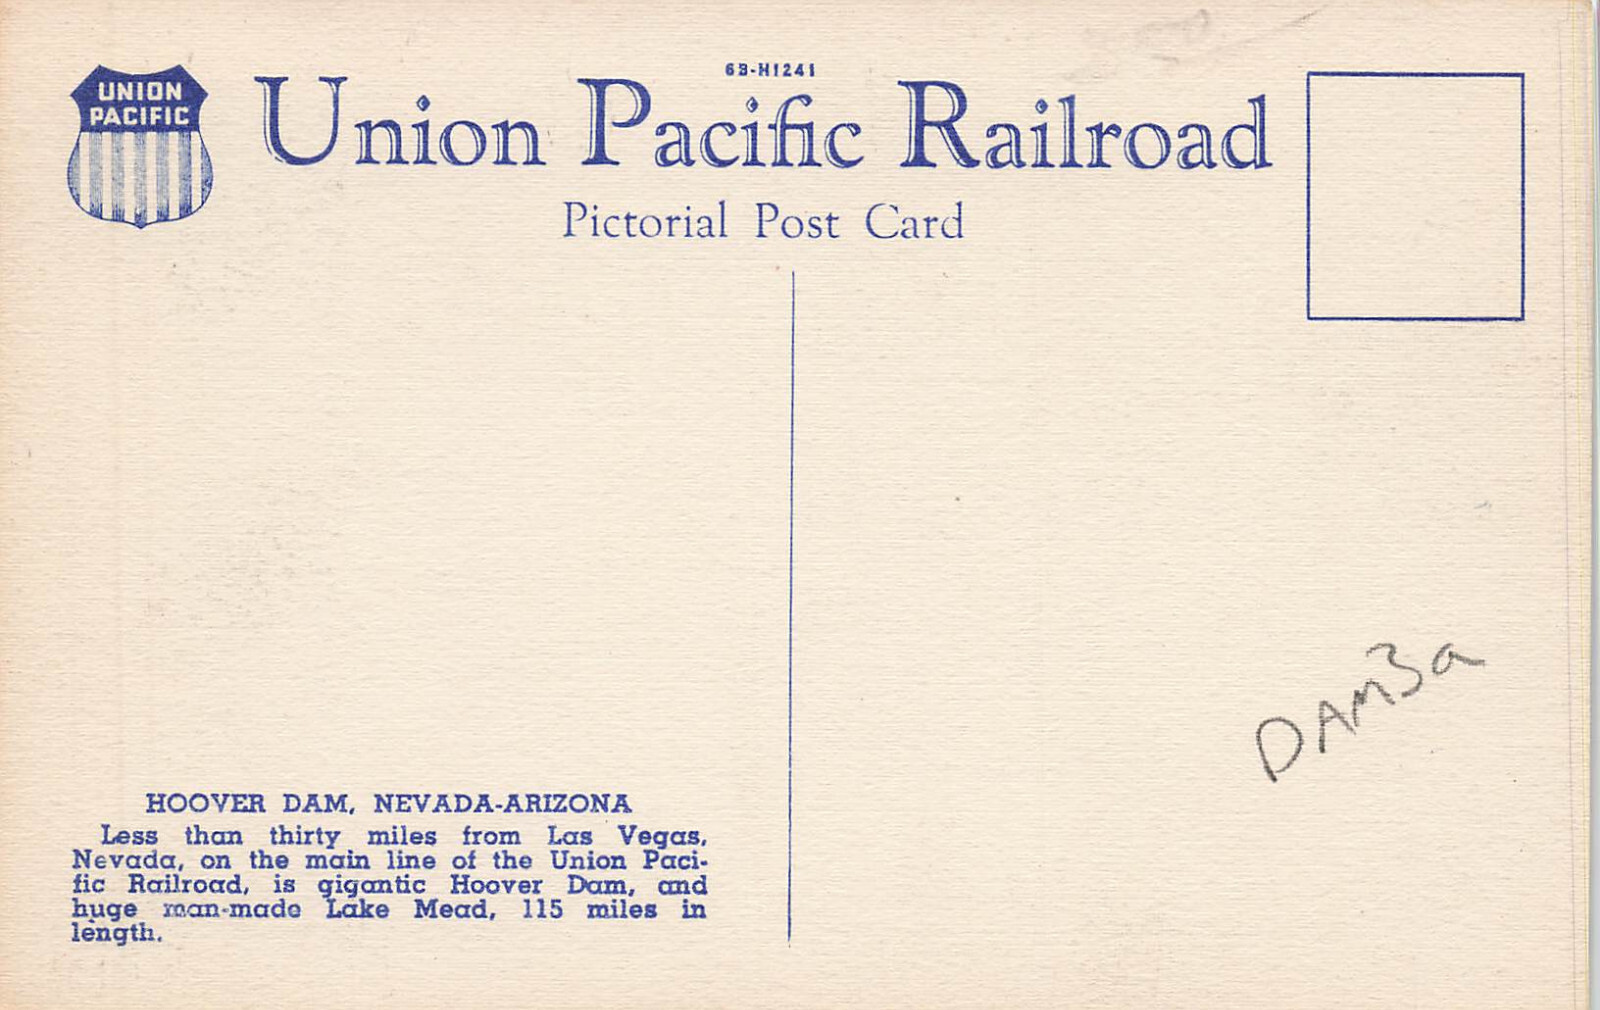 6B-H1241
UNION
PACIFIC
Union Pacific Railroad
Pictorial Post Card
DAM3a
HOOVER DAM, NEVADA-ARIZONA
Less than thirty miles from Las Vegas,
Nevada, on the main line of the Union Paci-
fic Railroad, is gigantic Hoover Dam, and
huge man-made Lake Mead, 115 miles in
length.